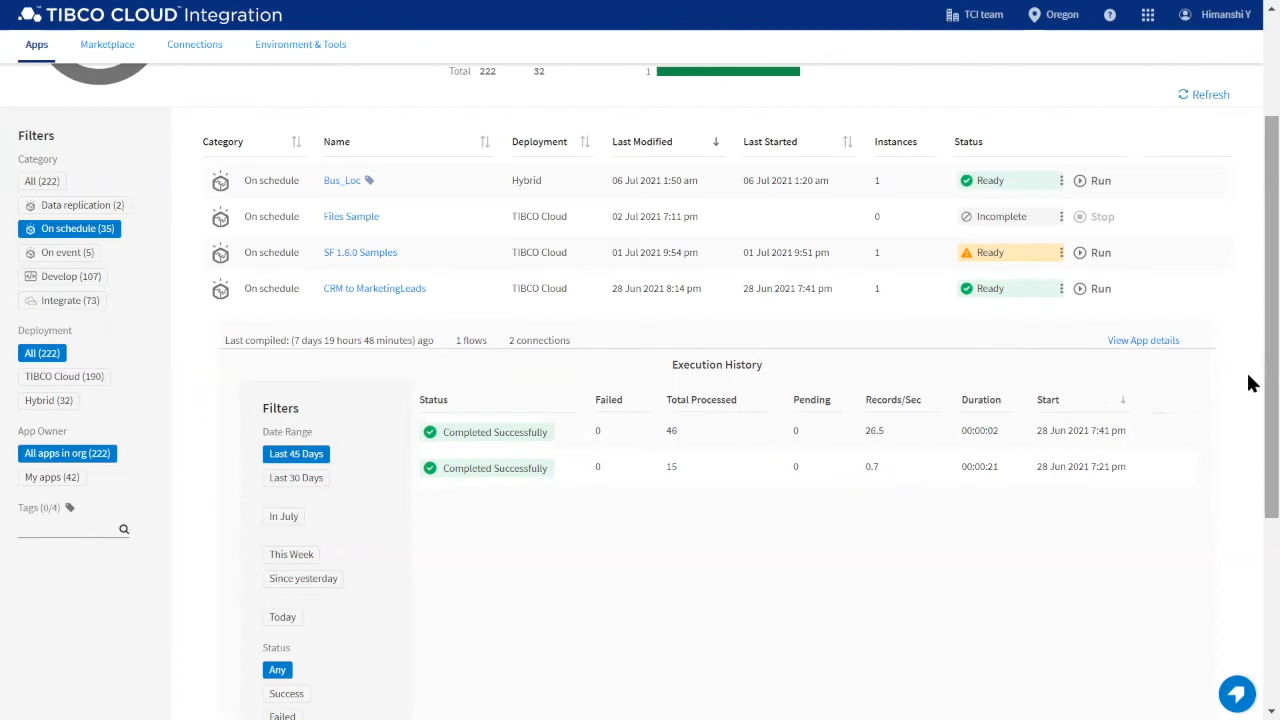 TIBCO CLOUD™ Integration
TCI team
Oregon
?
Himanshi Y
Apps
Marketplace
Connections
Environment & Tools
Total 222 32 1
Refresh
Filters
Category
All (222)
Data replication (2)
On schedule (35)
On event (5)
Develop (107)
Integrate (73)
Deployment
All (222)
TIBCO Cloud (190)
Hybrid (32)
App Owner
All apps in org (222)
My apps (42)
Tags (0/4)
Category Name Deployment Last Modified Last Started Instances Status
On schedule Bus_Loc Hybrid 06 Jul 2021 1:50 am 06 Jul 2021 1:20 am 1 Ready Run
On schedule Files Sample TIBCO Cloud 02 Jul 2021 7:11 pm 0 Incomplete Stop
On schedule SF 1.6.0 Samples TIBCO Cloud 01 Jul 2021 9:54 pm 01 Jul 2021 9:51 pm 1 Ready Run
On schedule CRM to MarketingLeads TIBCO Cloud 28 Jun 2021 8:14 pm 28 Jun 2021 7:41 pm 1 Ready Run
Last compiled: (7 days 19 hours 48 minutes) ago 1 flows 2 connections View App details
Execution History
Filters
Date Range
Last 45 Days
Last 30 Days
In July
This Week
Since yesterday
Today
Status
Any
Success
Failed
Status Failed Total Processed Pending Records/Sec Duration Start
Completed Successfully 0 46 0 26.5 00:00:02 28 Jun 2021 7:41 pm
Completed Successfully 0 15 0 0.7 00:00:21 28 Jun 2021 7:21 pm